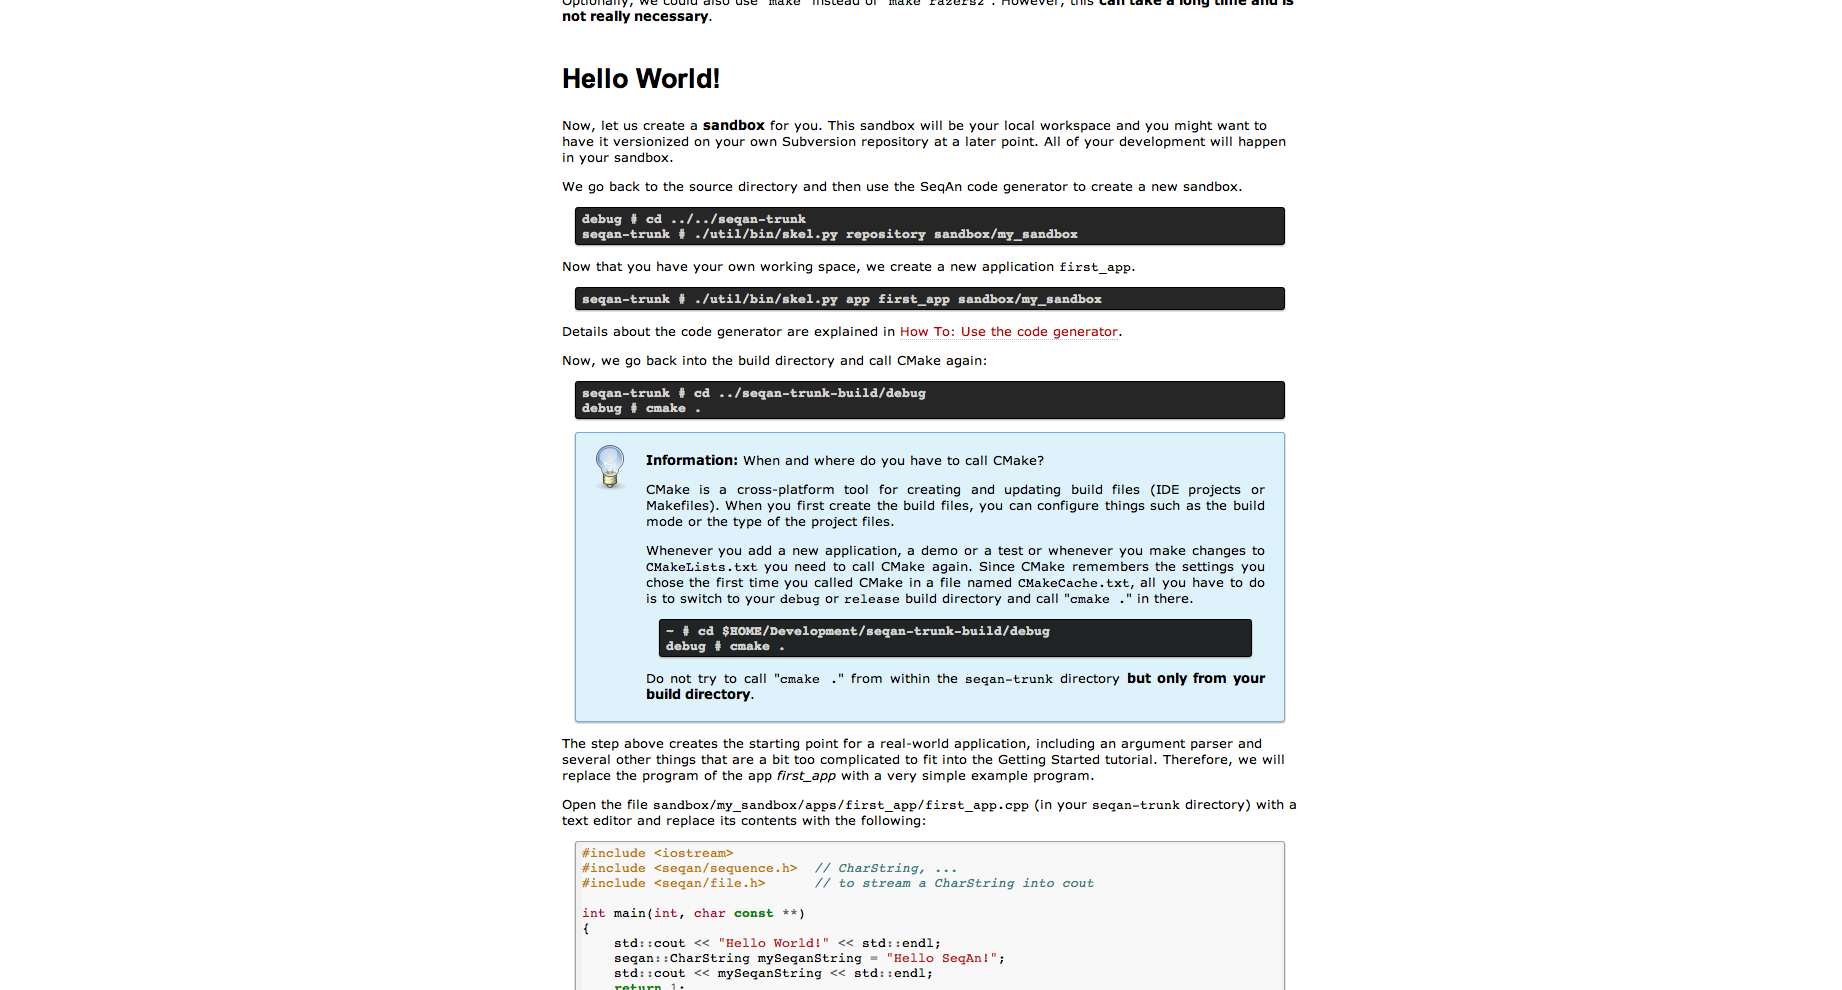 Optionally, we could also use "make" instead of "make razers2". However, this can take a long time and is
not really necessary.
Hello World!
Now, let us create a sandbox for you. This sandbox will be your local workspace and you might want to
have it versionized on your own Subversion repository at a later point. All of your development will happen
in your sandbox.
We go back to the source directory and then use the SeqAn code generator to create a new sandbox.
debug # cd ../../seqan-trunk
seqan-trunk # ./util/bin/skel.py repository sandbox/my_sandbox
Now that you have your own working space, we create a new application first_app.
seqan-trunk # ./util/bin/skel.py app first_app sandbox/my_sandbox
Details about the code generator are explained in How To: Use the code generator.
Now, we go back into the build directory and call CMake again:
seqan-trunk # cd ../seqan-trunk-build/debug
debug # cmake .
Information: When and where do you have to call CMake?
CMake is a cross-platform tool for creating and updating build files (IDE projects or
Makefiles). When you first create the build files, you can configure things such as the build
mode or the type of the project files.
Whenever you add a new application, a demo or a test or whenever you make changes to
CMakeLists.txt you need to call CMake again. Since CMake remembers the settings you
chose the first time you called CMake in a file named CMakeCache.txt, all you have to do
is to switch to your debug or release build directory and call "cmake ." in there.
~ # cd $HOME/Development/seqan-trunk-build/debug
debug # cmake .
Do not try to call "cmake ." from within the seqan-trunk directory but only from your
build directory.
The step above creates the starting point for a real-world application, including an argument parser and
several other things that are a bit too complicated to fit into the Getting Started tutorial. Therefore, we will
replace the program of the app first_app with a very simple example program.
Open the file sandbox/my_sandbox/apps/first_app/first_app.cpp (in your seqan-trunk directory) with a
text editor and replace its contents with the following:
#include <iostream>
#include <seqan/sequence.h>  // CharString, ...
#include <seqan/file.h>      // to stream a CharString into cout
int main(int, char const **)
{
    std::cout << "Hello World!" << std::endl;
    seqan::CharString mySeqanString = "Hello SeqAn!";
    std::cout << mySeqanString << std::endl;
    return 1;